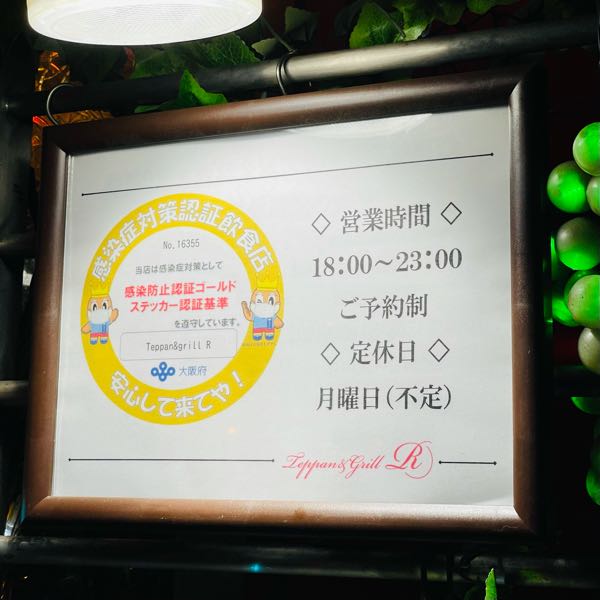 感染症対策認証飲食店
No.16355
当店は感染症対策として
感染防止認証ゴールド
ステッカー認証基準
を遵守しています。
Teppan&grill R
大阪府
安心して来てや！
◇ 営業時間 ◇
18:00～23:00
ご予約制
◇ 定休日 ◇
月曜日(不定)
Teppan&Grill R